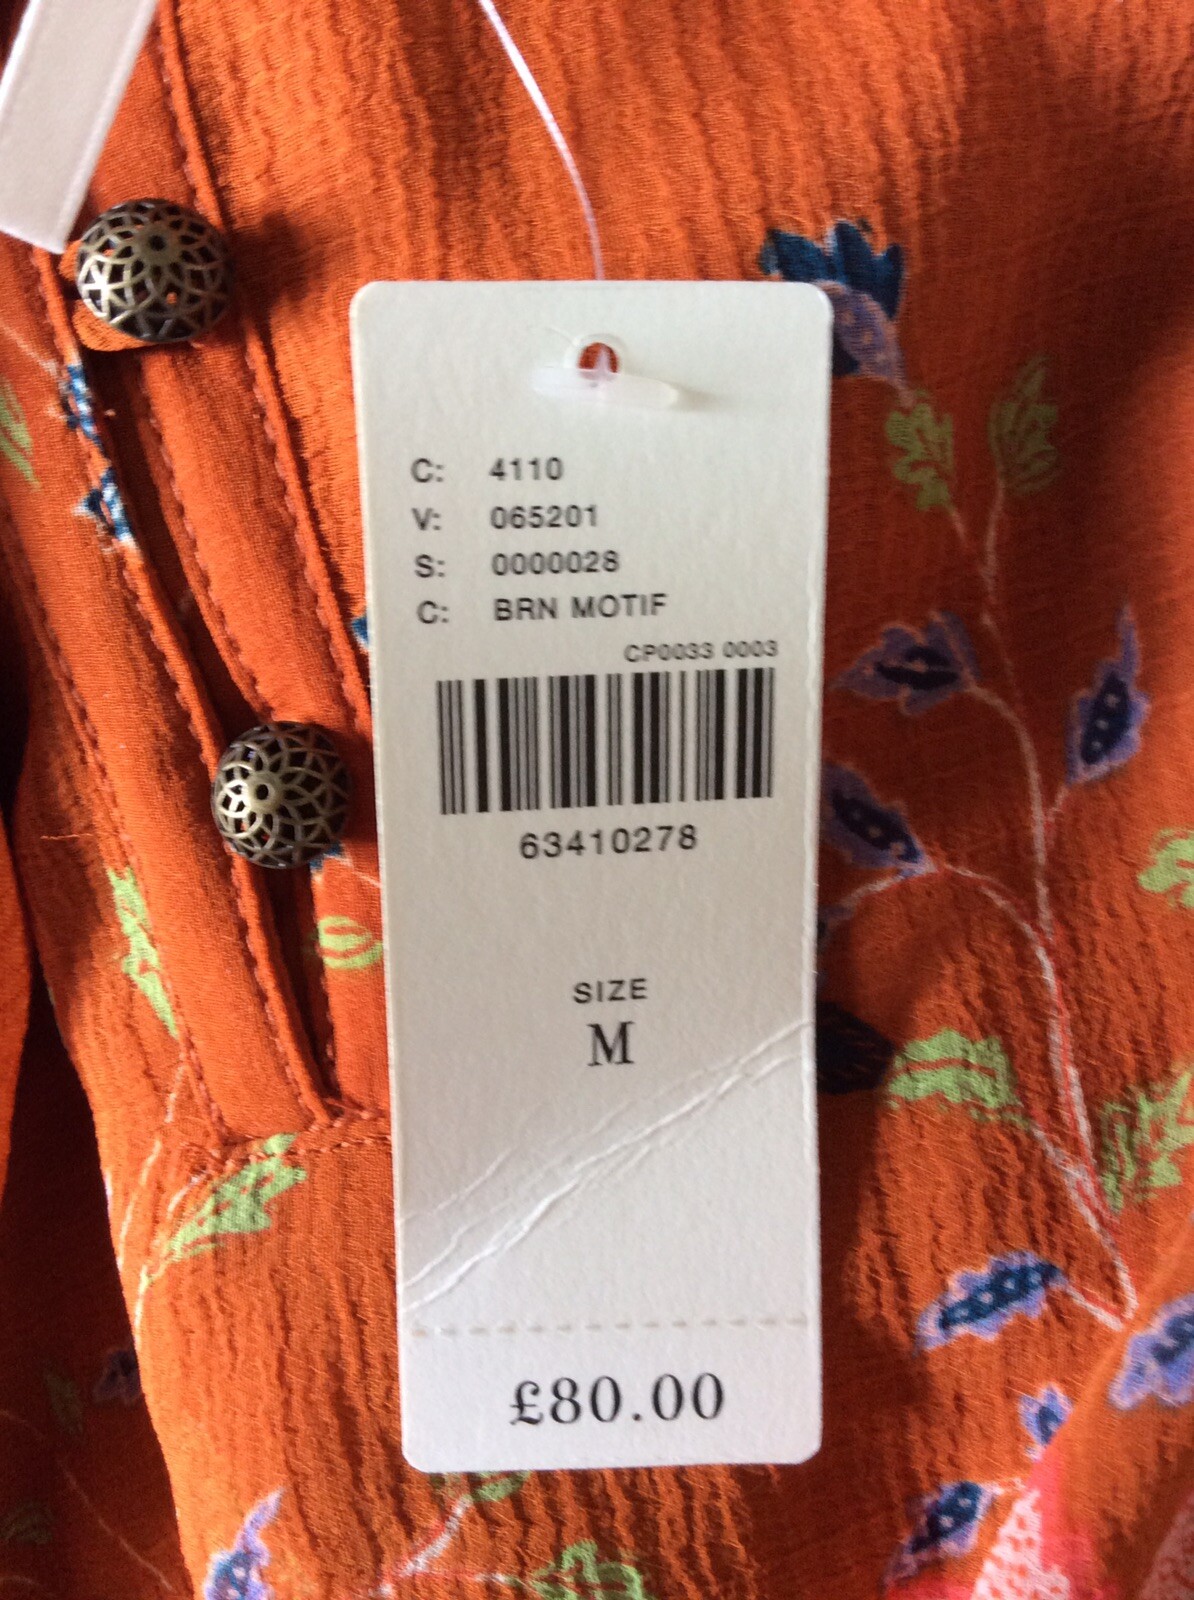 C: 4110
V: 065201
S: 0000028
C: BRN MOTIF
CP0033 0003
63410278
SIZE
M
£80.00